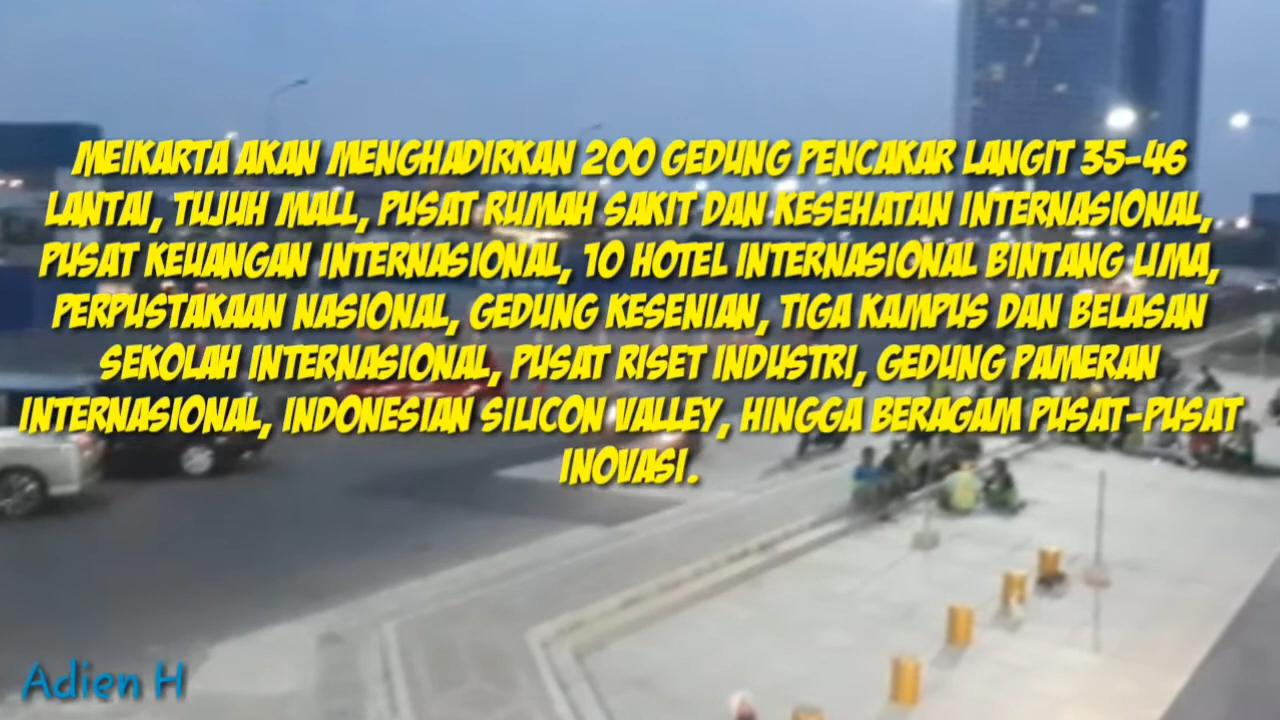 MEIKARTA AKAN MENGHADIRKAN 200 GEDUNG PENCAKAR LANGIT 35-46
LANTAI, TUJUH MALL, PUSAT RUMAH SAKIT DAN KESEHATAN INTERNASIONAL,
PUSAT KEUANGAN INTERNASIONAL, 10 HOTEL INTERNASIONAL BINTANG LIMA,
PERPUSTAKAAN NASIONAL, GEDUNG KESENIAN, TIGA KAMPUS DAN BELASAN
SEKOLAH INTERNASIONAL, PUSAT RISET INDUSTRI, GEDUNG PAMERAN
INTERNASIONAL, INDONESIAN SILICON VALLEY, HINGGA BERAGAM PUSAT-PUSAT
INOVASI.
Adien H